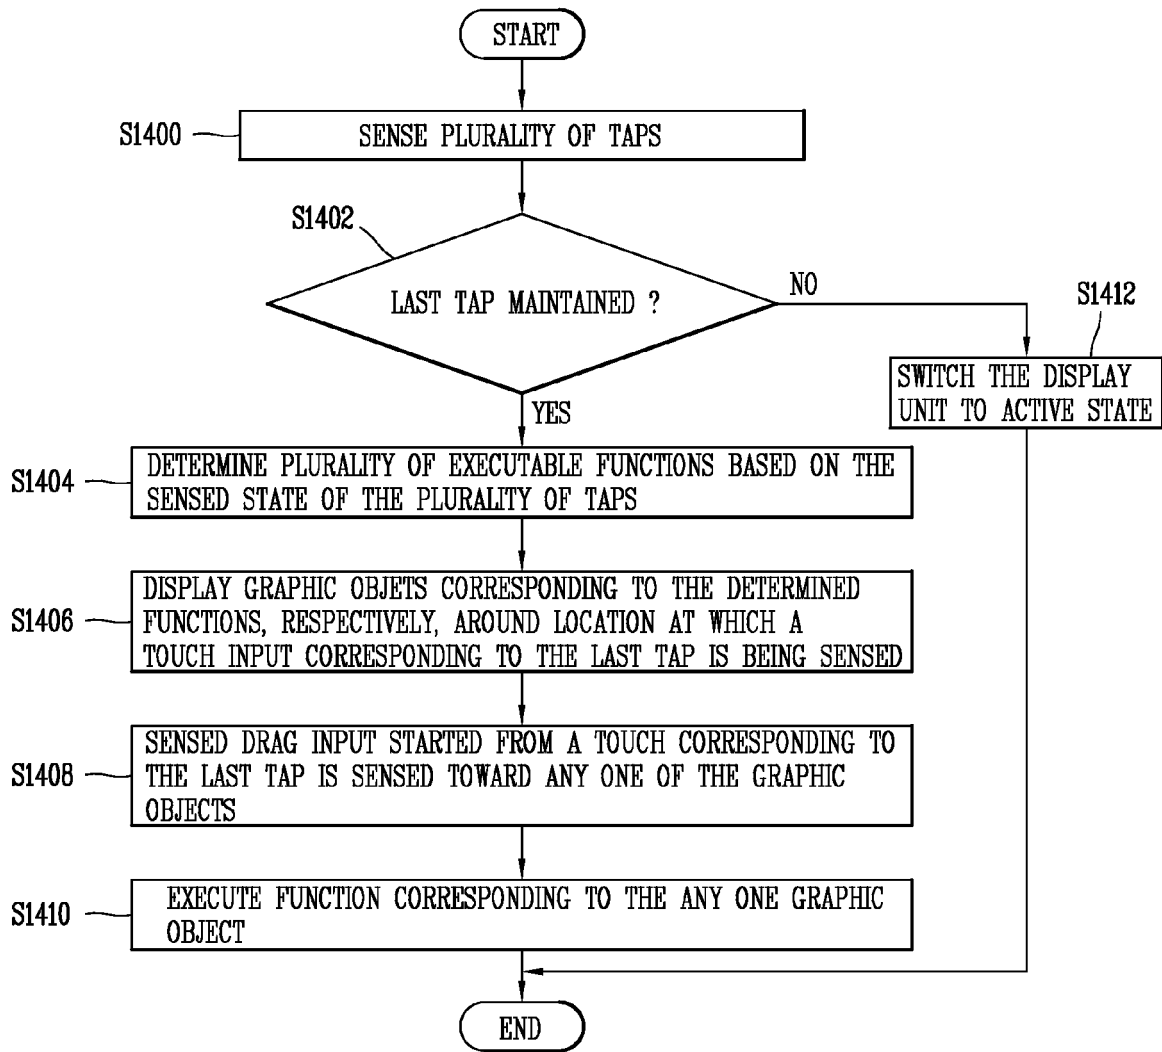 START
S1400
SENSE PLURALITY OF TAPS
S1402
LAST TAP MAINTAINED ?
NO
S1412
SWITCH THE DISPLAY
UNIT TO ACTIVE STATE
YES
S1404
DETERMINE PLURALITY OF EXECUTABLE FUNCTIONS BASED ON THE
SENSED STATE OF THE PLURALITY OF TAPS
S1406
DISPLAY GRAPHIC OBJETS CORRESPONDING TO THE DETERMINED
FUNCTIONS, RESPECTIVELY, AROUND LOCATION AT WHICH A
TOUCH INPUT CORRESPONDING TO THE LAST TAP IS BEING SENSED
S1408
SENSED DRAG INPUT STARTED FROM A TOUCH CORRESPONDING TO
THE LAST TAP IS SENSED TOWARD ANY ONE OF THE GRAPHIC
OBJECTS
S1410
EXECUTE FUNCTION CORRESPONDING TO THE ANY ONE GRAPHIC
OBJECT
END